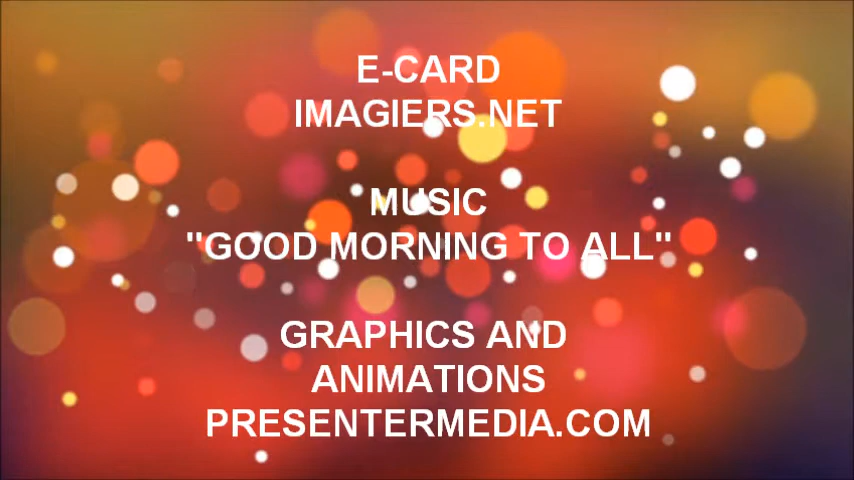 E-CARD
IMAGIERS.NET
MUSIC
"GOOD MORNING TO ALL"
GRAPHICS AND
ANIMATIONS
PRESENTERMEDIA.COM